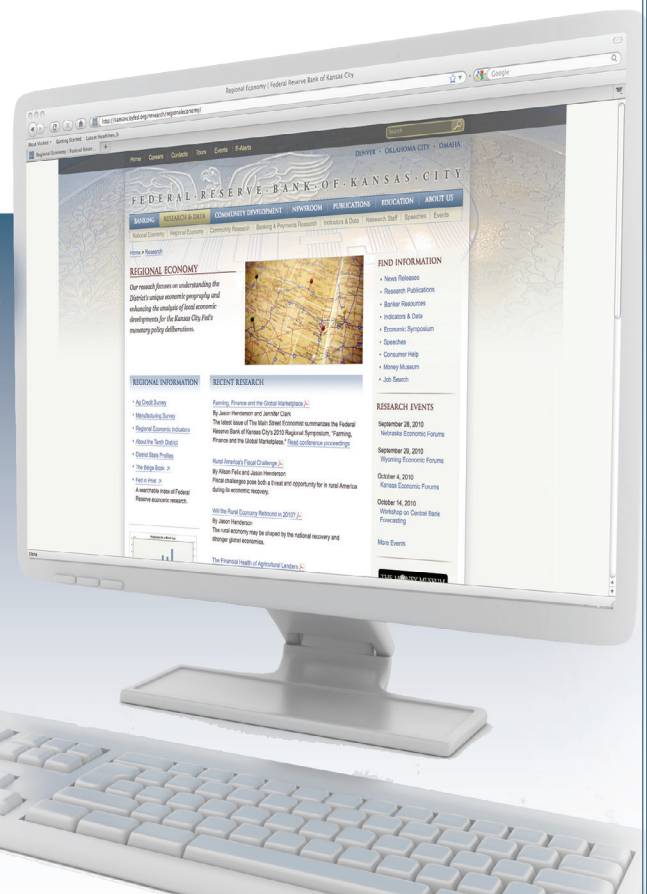 Regional Economy | Federal Reserve Bank of Kansas City
http://kamino.kcfed.org/research/regionaleconomy/
Google
Most Visited Getting Started Latest Headlines
Regional Economy | Federal Reser...
Home Careers Contacts Tours Events E-Alerts
Search
DENVER • OKLAHOMA CITY • OMAHA
FEDERAL • RESERVE • BANK • OF • KANSAS • CITY
BANKING RESEARCH & DATA COMMUNITY DEVELOPMENT NEWSROOM PUBLICATIONS EDUCATION ABOUT US
National Economy Regional Economy Community Research Banking & Payments Research Indicators & Data Research Staff Speeches Events
Home > Research
REGIONAL ECONOMY
Our research focuses on understanding the
District's unique economic geography and
enhancing the analysis of local economic
developments for the Kansas City Fed's
monetary policy deliberations.
REGIONAL INFORMATION
• Ag Credit Survey
• Manufacturing Survey
• Regional Economic Indicators
• About the Tenth District
• District State Profiles
• The Beige Book
• Fed in Print
A searchable index of Federal
Reserve economic research.
RECENT RESEARCH
Farming, Finance and the Global Marketplace
By Jason Henderson and Jennifer Clark
The latest issue of The Main Street Economist summarizes the Federal
Reserve Bank of Kansas City's 2010 Regional Symposium, "Farming,
Finance and the Global Marketplace." Read conference proceedings
Rural America's Fiscal Challenge
By Alison Felix and Jason Henderson
Fiscal challenges pose both a threat and opportunity for rural America
during its economic recovery.
Will the Rural Economy Rebound in 2010?
By Jason Henderson
The rural economy may be shaped by the national recovery and
stronger global economies.
The Financial Health of Agricultural Lenders
FIND INFORMATION
• News Releases
• Research Publications
• Banker Resources
• Indicators & Data
• Economic Symposium
• Speeches
• Consumer Help
• Money Museum
• Job Search
RESEARCH EVENTS
September 28, 2010
Nebraska Economic Forums
September 29, 2010
Wyoming Economic Forums
October 4, 2010
Kansas Economic Forums
October 14, 2010
Workshop on Central Bank
Forecasting
More Events
THE MONEY MUSEUM
Done